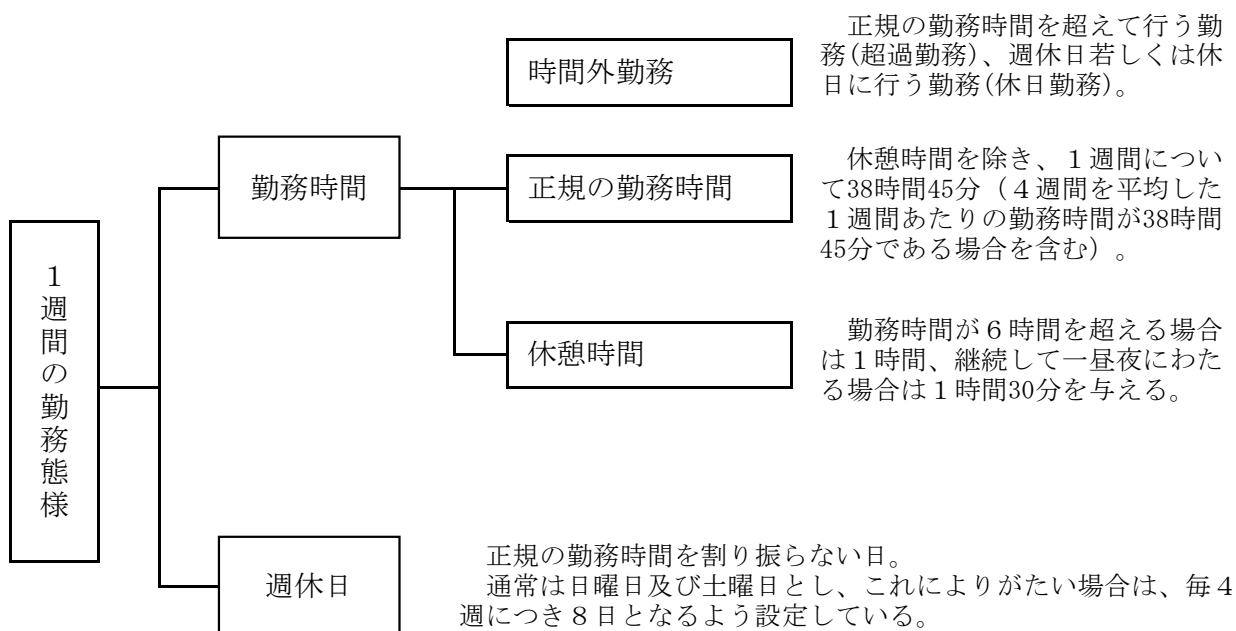 時間外勤務
　正規の勤務時間を超えて行う勤
務(超過勤務)、週休日若しくは休
日に行う勤務(休日勤務)。
勤務時間
正規の勤務時間
　休憩時間を除き、１週間につい
て38時間45分（４週間を平均した
１週間あたりの勤務時間が38時間
45分である場合を含む）。
１週間の勤務態様
休憩時間
　勤務時間が６時間を超える場合
は１時間、継続して一昼夜にわた
る場合は１時間30分を与える。
週休日
　正規の勤務時間を割り振らない日。
　通常は日曜日及び土曜日とし、これによりがたい場合は、毎４
週につき８日となるよう設定している。